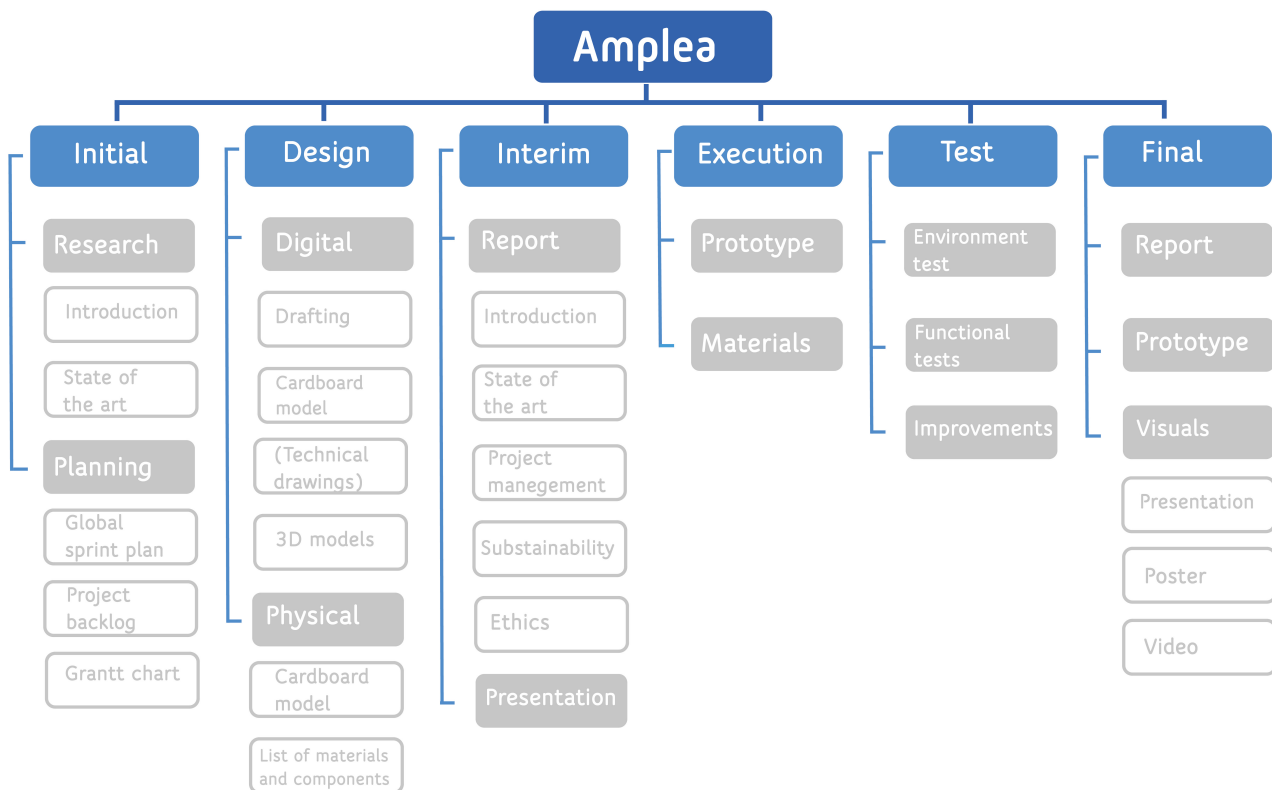 Amplea
Initial
Research
Introduction
State of
the art
Planning
Global
sprint plan
Project
backlog
Grantt chart
Design
Digital
Drafting
Cardboard
model
(Technical
drawings)
3D models
Physical
Cardboard
model
List of materials
and components
Interim
Report
Introduction
State of
the art
Project
manegement
Substainability
Ethics
Presentation
Execution
Prototype
Materials
Test
Environment
test
Functional
tests
Improvements
Final
Report
Prototype
Visuals
Presentation
Poster
Video